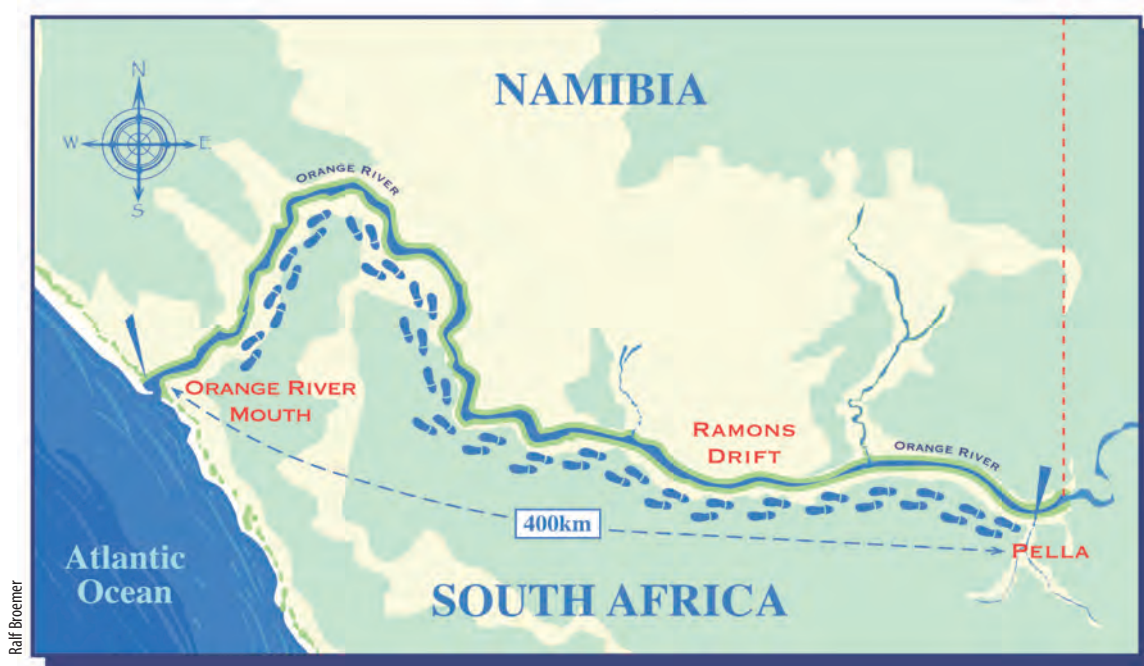 N
W
E
S
NAMIBIA
ORANGE RIVER
ORANGE RIVER
MOUTH
RAMONS
DRIFT
ORANGE RIVER
400km
PELLA
Atlantic
Ocean
SOUTH AFRICA
Ralf Broemer